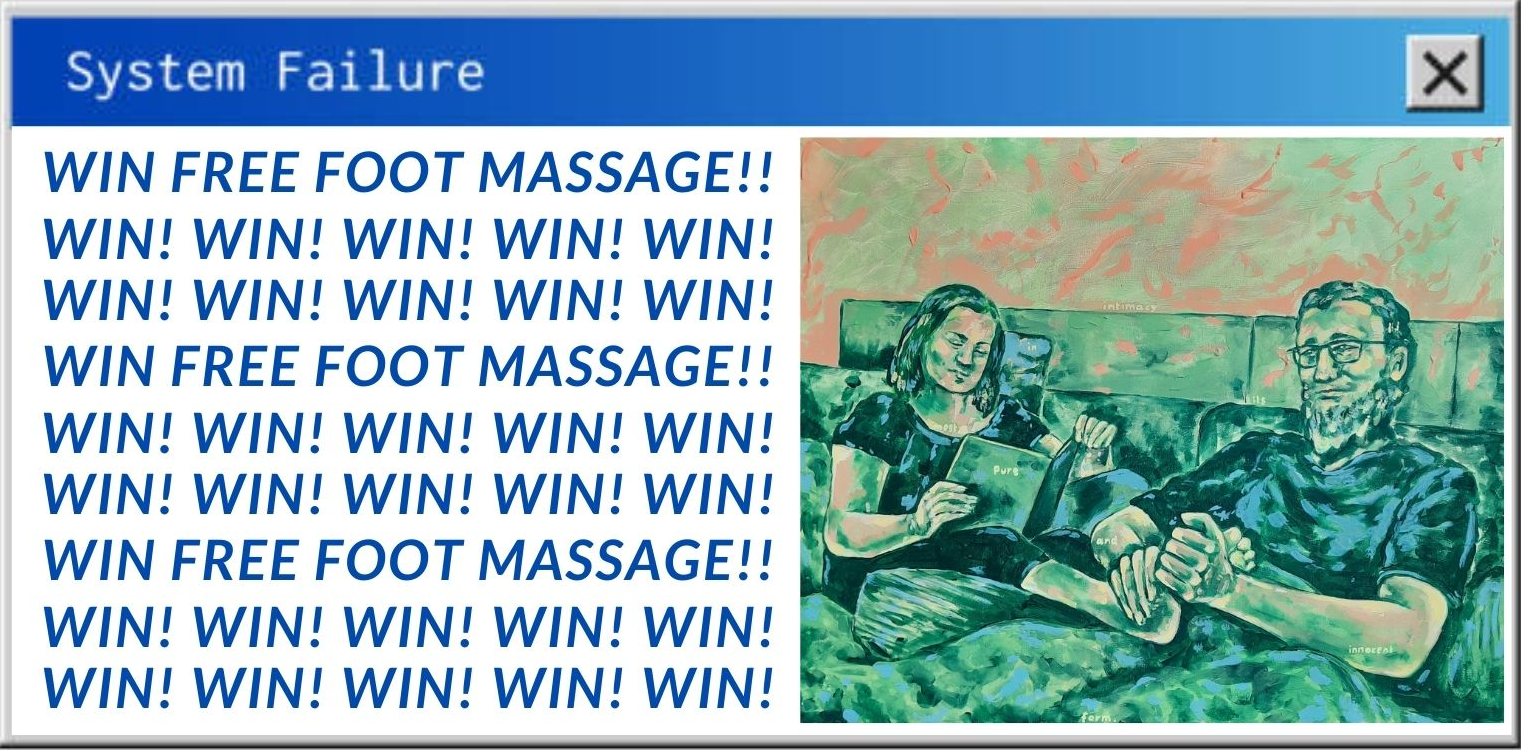 System Failure
WIN FREE FOOT MASSAGE!!
WIN! WIN! WIN! WIN! WIN!
WIN! WIN! WIN! WIN! WIN!
WIN FREE FOOT MASSAGE!!
WIN! WIN! WIN! WIN! WIN!
WIN! WIN! WIN! WIN! WIN!
WIN FREE FOOT MASSAGE!!
WIN! WIN! WIN! WIN! WIN!
WIN! WIN! WIN! WIN! WIN!
intimacy
in
its
most
pure
and
innocent
form.